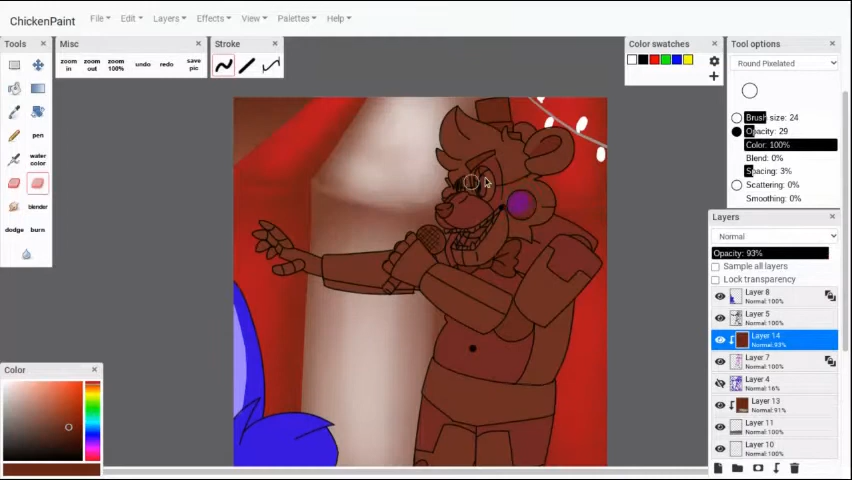 ChickenPaint
File Edit Layers Effects View Palettes Help
Tools
Misc
Stroke
Color swatches
Tool options
zoom in
zoom out
zoom 100%
undo
redo
save pic
Round Pixelated
Brush size: 24
Opacity: 29
Color: 100%
Blend: 0%
Spacing: 3%
Scattering: 0%
Smoothing: 0%
pen
water color
blender
dodge
burn
Layers
Normal
Opacity: 93%
Sample all layers
Lock transparency
Layer 8
Normal:100%
Layer 5
Normal:100%
Layer 14
Normal:93%
Layer 7
Normal:100%
Layer 4
Normal:16%
Layer 13
Normal:91%
Layer 11
Normal:100%
Layer 10
Normal:100%
Color